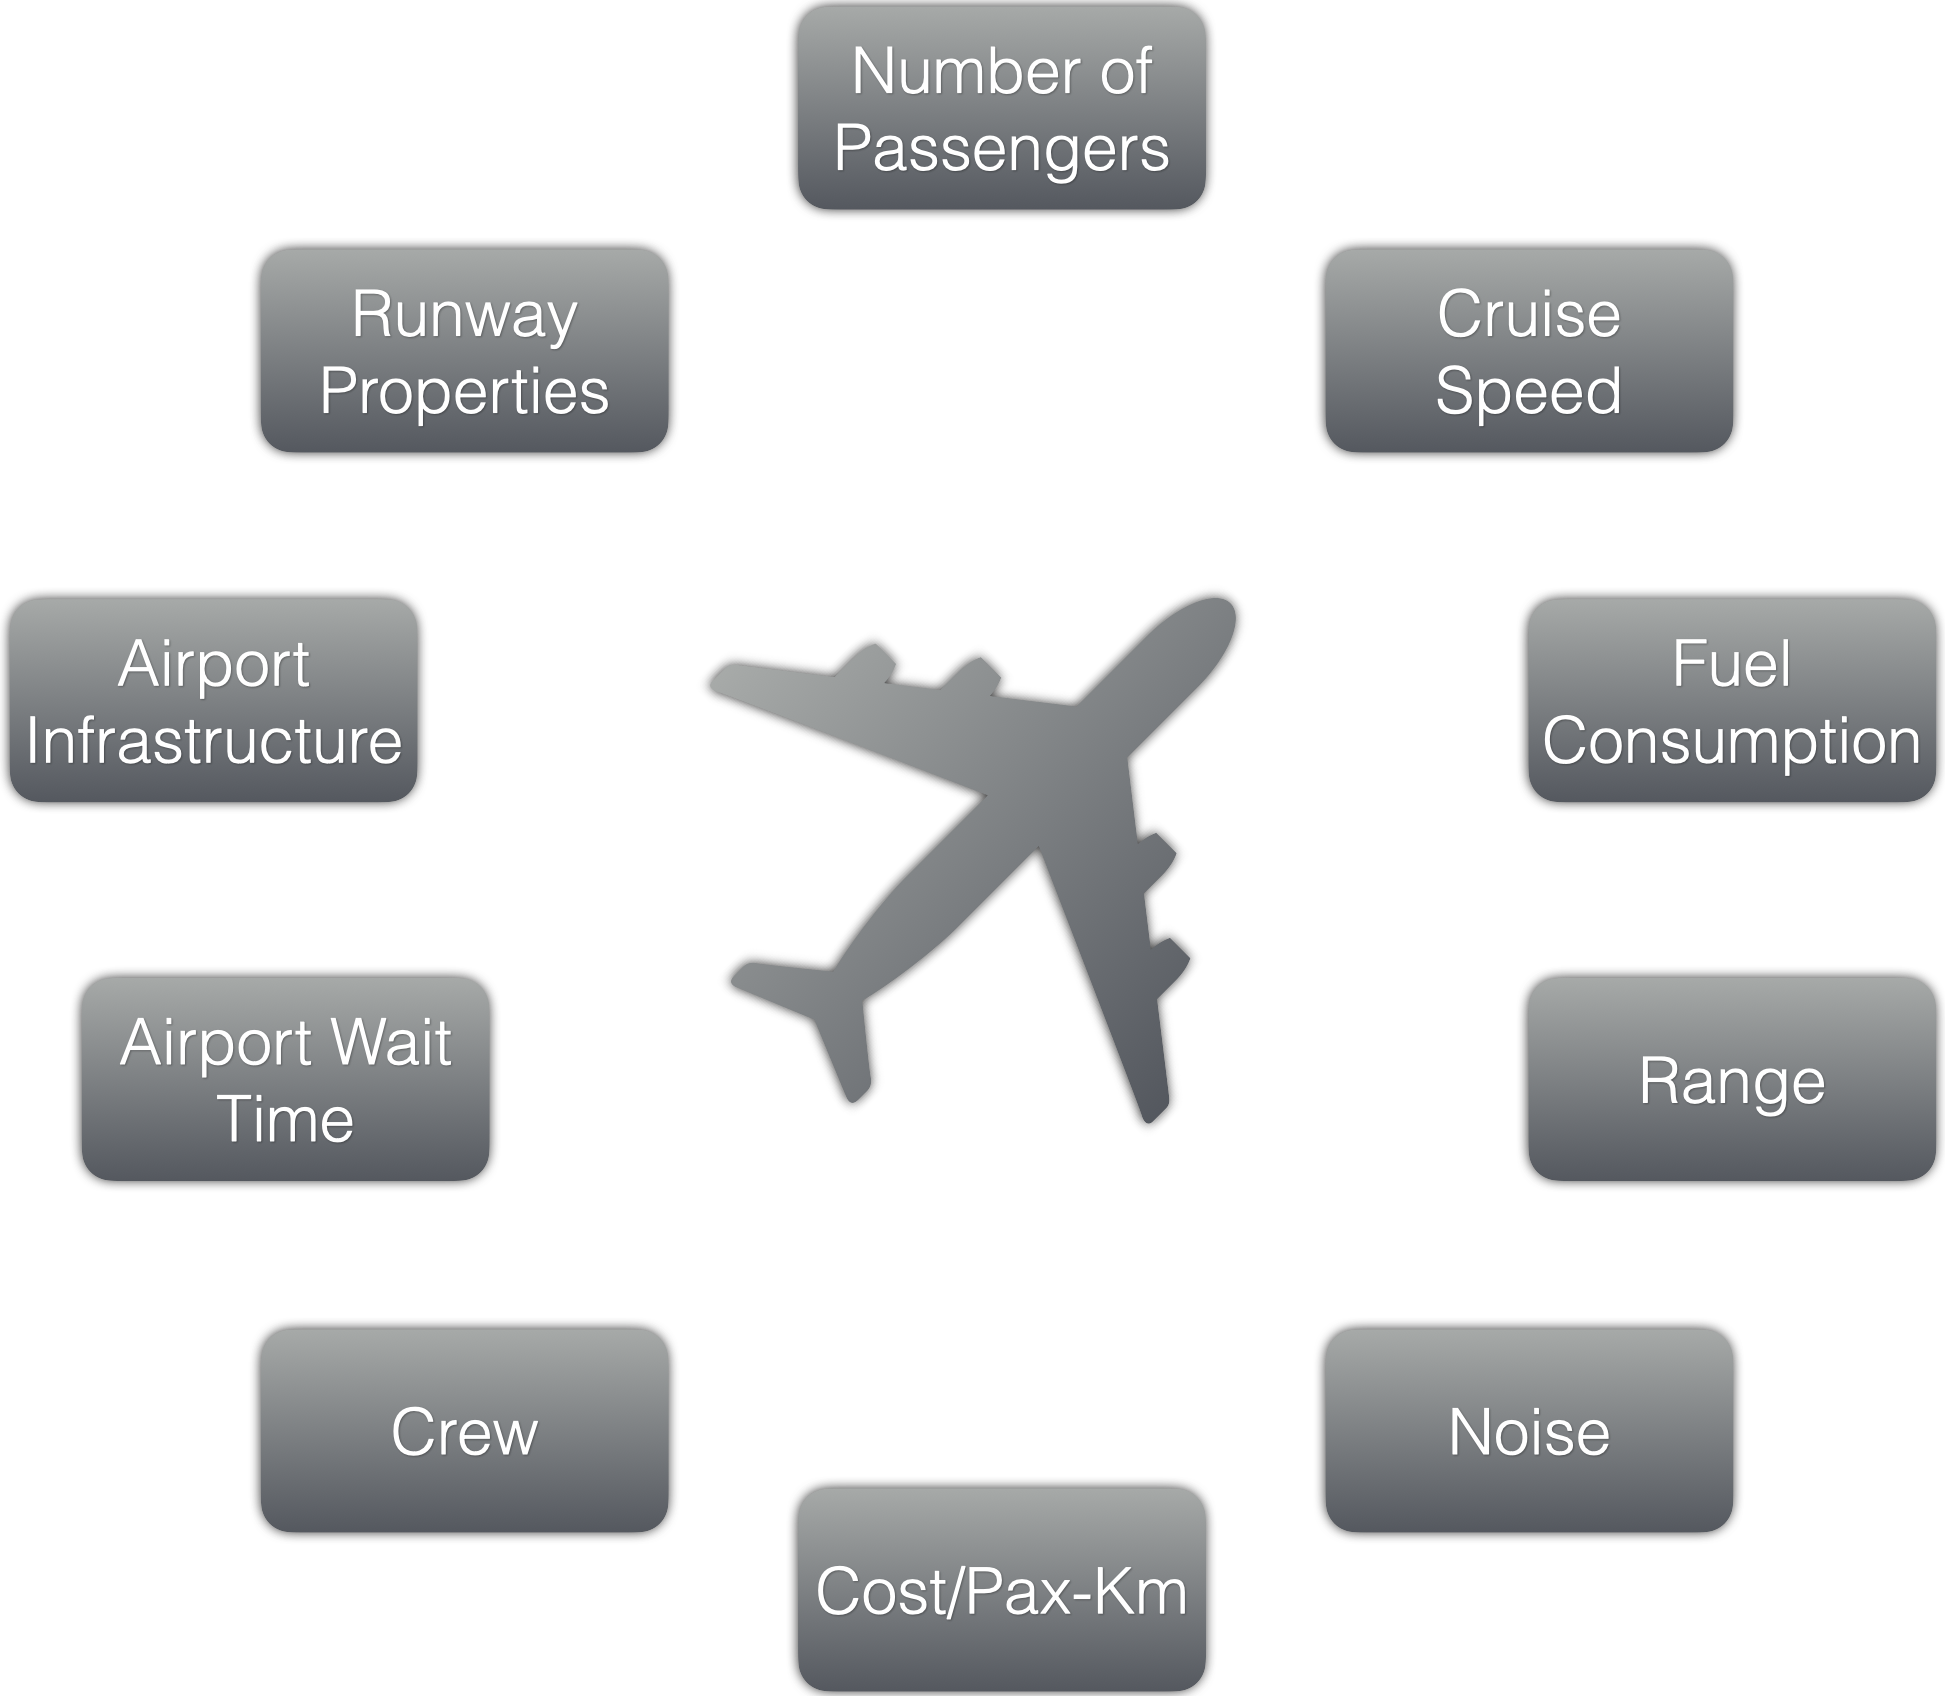 Number of
Passengers
Runway
Properties
Cruise
Speed
Airport
Infrastructure
Fuel
Consumption
Airport Wait
Time
Range
Crew
Noise
Cost/Pax-Km